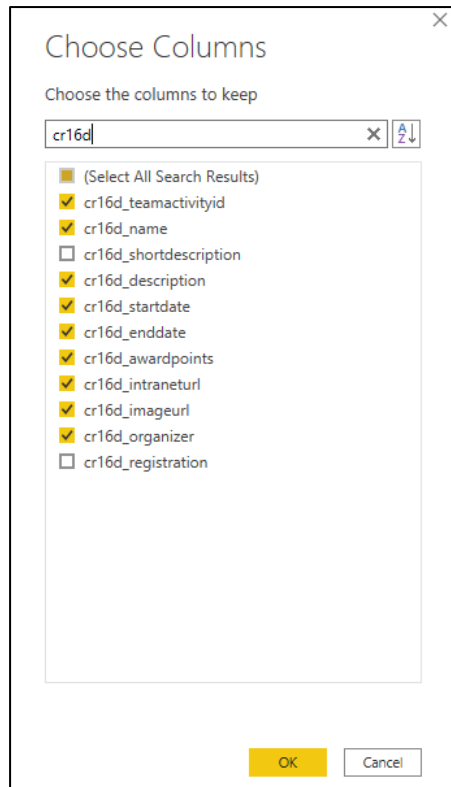 Choose Columns
Choose the columns to keep
cr16d
(Select All Search Results)
cr16d_teamactivityid
cr16d_name
cr16d_shortdescription
cr16d_description
cr16d_startdate
cr16d_enddate
cr16d_awardpoints
cr16d_intraneturl
cr16d_imageurl
cr16d_organizer
cr16d_registration
OK Cancel